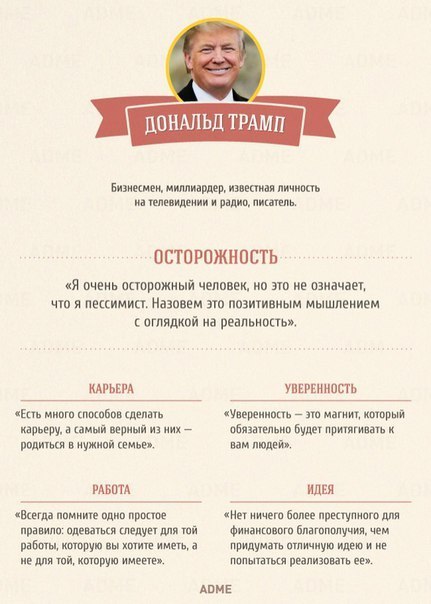 ДОНАЛЬД ТРАМП
Бизнесмен, миллиардер, известная личность
на телевидении и радио, писатель.
ОСТОРОЖНОСТЬ
«Я очень осторожный человек, но это не означает,
что я пессимист. Назовем это позитивным мышлением
с оглядкой на реальность».
КАРЬЕРА
«Есть много способов сделать
карьеру, а самый верный из них —
родиться в нужной семье».
УВЕРЕННОСТЬ
«Уверенность — это магнит, который
обязательно будет притягивать к
вам людей».
РАБОТА
«Всегда помните одно простое
правило: одеваться следует для той
работы, которую вы хотите иметь, а
не для той, которую имеете».
ИДЕЯ
«Нет ничего более преступного для
финансового благополучия, чем
придумать отличную идею и не
попытаться реализовать ее».
ADME